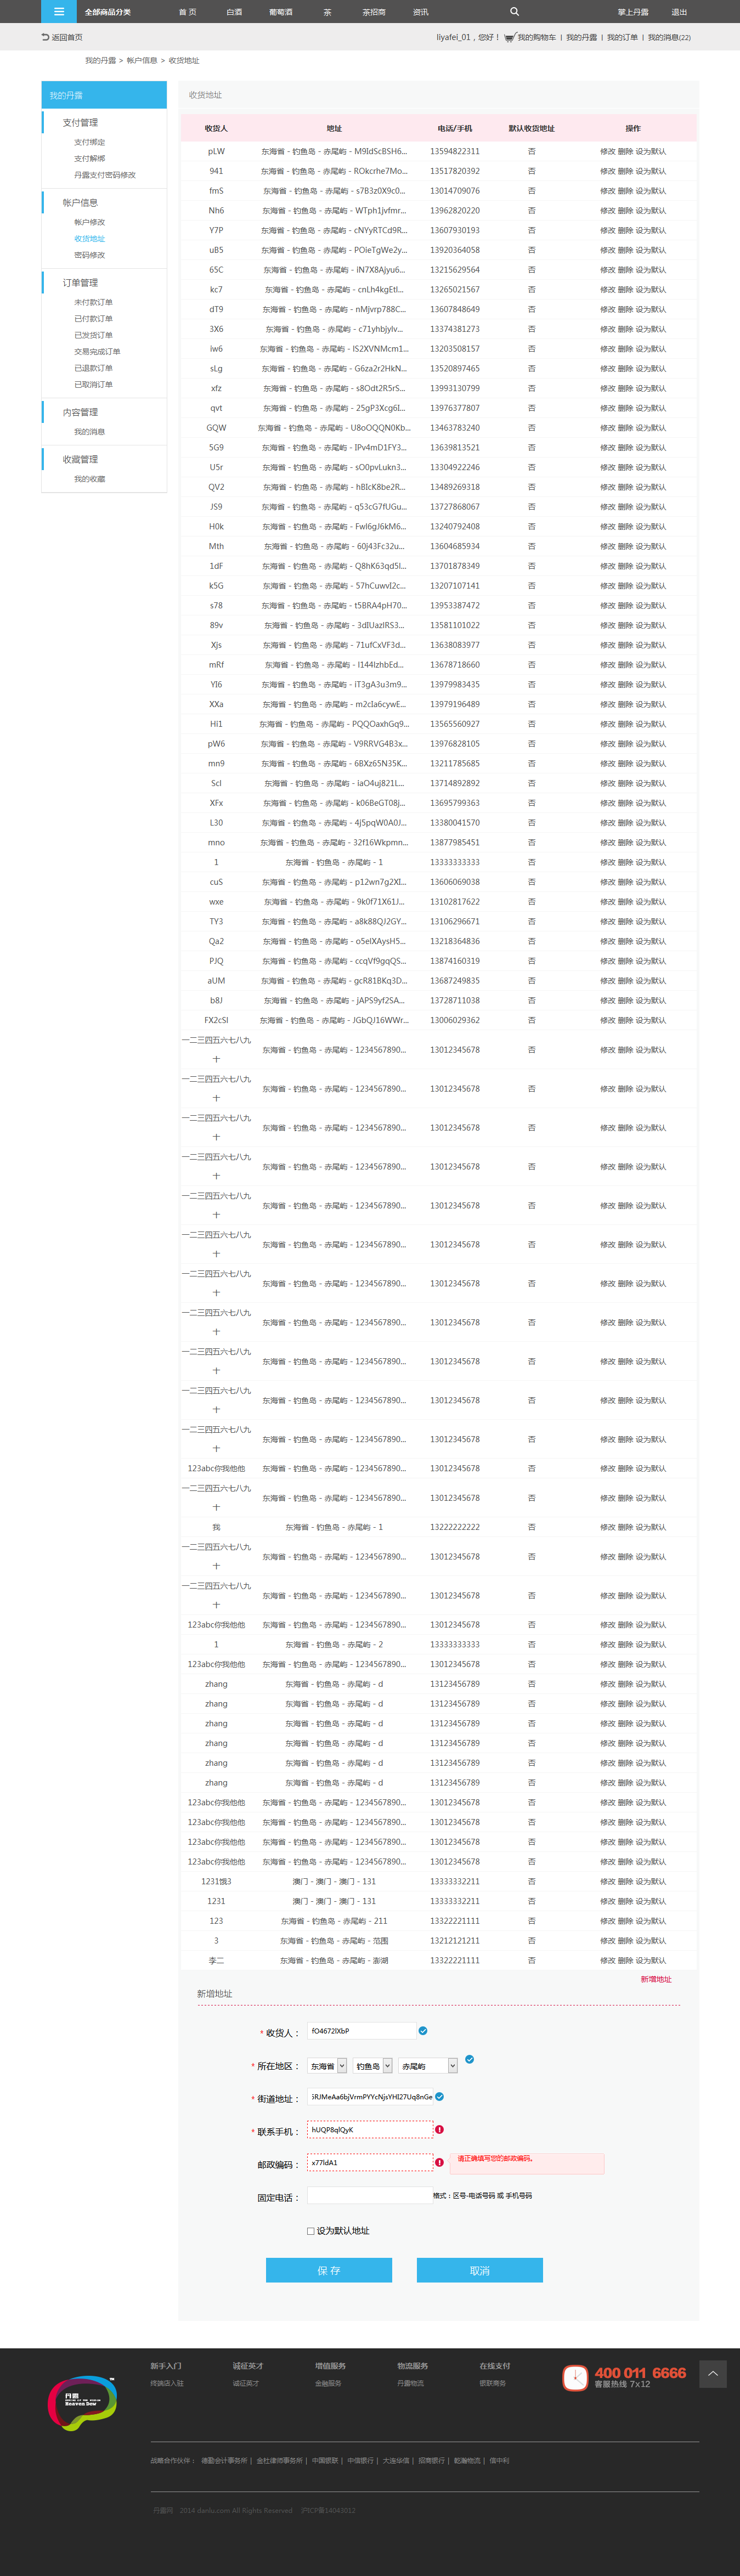 全部商品分类 首 页 白酒 葡萄酒 茶 茶招商 资讯 掌上丹露 退出
返回首页 liyafei_01，您好！ 我的购物车 | 我的丹露 | 我的订单 | 我的消息(22)
我的丹露 > 帐户信息 > 收货地址
我的丹露
支付管理
支付绑定
支付解绑
丹露支付密码修改
帐户信息
帐户修改
收货地址
密码修改
订单管理
未付款订单
已付款订单
已发货订单
交易完成订单
已退款订单
已取消订单
内容管理
我的消息
收藏管理
我的收藏
收货地址
收货人 地址 电话/手机 默认收货地址 操作
pLW 东海省 - 钓鱼岛 - 赤尾屿 - M9IdScBSH6... 13594822311 否 修改 删除 设为默认
941 东海省 - 钓鱼岛 - 赤尾屿 - ROkcrhe7Mo... 13517820392 否 修改 删除 设为默认
fmS 东海省 - 钓鱼岛 - 赤尾屿 - s7B3z0X9c0... 13014709076 否 修改 删除 设为默认
Nh6 东海省 - 钓鱼岛 - 赤尾屿 - WTph1jvfmr... 13962820220 否 修改 删除 设为默认
Y7P 东海省 - 钓鱼岛 - 赤尾屿 - cNYyRTCd9R... 13607930193 否 修改 删除 设为默认
uB5 东海省 - 钓鱼岛 - 赤尾屿 - POieTgWe2y... 13920364058 否 修改 删除 设为默认
65C 东海省 - 钓鱼岛 - 赤尾屿 - iN7X8Ajyu6... 13215629564 否 修改 删除 设为默认
kc7 东海省 - 钓鱼岛 - 赤尾屿 - cnLh4kgEtl... 13265021567 否 修改 删除 设为默认
dT9 东海省 - 钓鱼岛 - 赤尾屿 - nMjvrp788C... 13607848649 否 修改 删除 设为默认
3X6 东海省 - 钓鱼岛 - 赤尾屿 - c71yhbjyIv... 13374381273 否 修改 删除 设为默认
iw6 东海省 - 钓鱼岛 - 赤尾屿 - lS2XVNMcm1... 13203508157 否 修改 删除 设为默认
sLg 东海省 - 钓鱼岛 - 赤尾屿 - G6za2r2HkN... 13520897465 否 修改 删除 设为默认
xfz 东海省 - 钓鱼岛 - 赤尾屿 - s8Odt2R5rS... 13993130799 否 修改 删除 设为默认
qvt 东海省 - 钓鱼岛 - 赤尾屿 - 25gP3Xcg6I... 13976377807 否 修改 删除 设为默认
GQW 东海省 - 钓鱼岛 - 赤尾屿 - U8oOQQN0Kb... 13463783240 否 修改 删除 设为默认
5G9 东海省 - 钓鱼岛 - 赤尾屿 - IPv4mD1FY3... 13639813521 否 修改 删除 设为默认
U5r 东海省 - 钓鱼岛 - 赤尾屿 - sO0pvLukn3... 13304922246 否 修改 删除 设为默认
QV2 东海省 - 钓鱼岛 - 赤尾屿 - hBIcK8be2R... 13489269318 否 修改 删除 设为默认
JS9 东海省 - 钓鱼岛 - 赤尾屿 - q53cG7fUGu... 13727868067 否 修改 删除 设为默认
H0k 东海省 - 钓鱼岛 - 赤尾屿 - Fwl6gJ6kM6... 13240792408 否 修改 删除 设为默认
Mth 东海省 - 钓鱼岛 - 赤尾屿 - 60j43Fc32u... 13604685934 否 修改 删除 设为默认
1dF 东海省 - 钓鱼岛 - 赤尾屿 - Q8hK63qd5I... 13701878349 否 修改 删除 设为默认
k5G 东海省 - 钓鱼岛 - 赤尾屿 - 57hCuwvI2c... 13207107141 否 修改 删除 设为默认
s78 东海省 - 钓鱼岛 - 赤尾屿 - t5BRA4pH70... 13953387472 否 修改 删除 设为默认
89v 东海省 - 钓鱼岛 - 赤尾屿 - 3dIUazlRS3... 13581101022 否 修改 删除 设为默认
Xjs 东海省 - 钓鱼岛 - 赤尾屿 - 71ufCxVF3d... 13638083977 否 修改 删除 设为默认
mRf 东海省 - 钓鱼岛 - 赤尾屿 - l144lzhbEd... 13678718660 否 修改 删除 设为默认
YI6 东海省 - 钓鱼岛 - 赤尾屿 - iT3gA3u3m9... 13979983435 否 修改 删除 设为默认
XXa 东海省 - 钓鱼岛 - 赤尾屿 - m2cIa6cywE... 13979196489 否 修改 删除 设为默认
Hi1 东海省 - 钓鱼岛 - 赤尾屿 - PQQOaxhGq9... 13565560927 否 修改 删除 设为默认
pW6 东海省 - 钓鱼岛 - 赤尾屿 - V9RRVG4B3x... 13976828105 否 修改 删除 设为默认
mn9 东海省 - 钓鱼岛 - 赤尾屿 - 6BXz65N35K... 13211785685 否 修改 删除 设为默认
Scl 东海省 - 钓鱼岛 - 赤尾屿 - iaO4uj821L... 13714892892 否 修改 删除 设为默认
XFx 东海省 - 钓鱼岛 - 赤尾屿 - k06BeGT08j... 13695799363 否 修改 删除 设为默认
L30 东海省 - 钓鱼岛 - 赤尾屿 - 4j5pqW0A0J... 13380041570 否 修改 删除 设为默认
mno 东海省 - 钓鱼岛 - 赤尾屿 - 32f16Wkpmn... 13877985451 否 修改 删除 设为默认
1 东海省 - 钓鱼岛 - 赤尾屿 - 1 13333333333 否 修改 删除 设为默认
cuS 东海省 - 钓鱼岛 - 赤尾屿 - p12wn7g2XI... 13606069038 否 修改 删除 设为默认
wxe 东海省 - 钓鱼岛 - 赤尾屿 - 9k0f71X61J... 13102817622 否 修改 删除 设为默认
TY3 东海省 - 钓鱼岛 - 赤尾屿 - a8k88QJ2GY... 13106296671 否 修改 删除 设为默认
Qa2 东海省 - 钓鱼岛 - 赤尾屿 - o5elXAysH5... 13218364836 否 修改 删除 设为默认
PJQ 东海省 - 钓鱼岛 - 赤尾屿 - ccqVf9gqQS... 13874160319 否 修改 删除 设为默认
aUM 东海省 - 钓鱼岛 - 赤尾屿 - gcR81BKq3D... 13687249835 否 修改 删除 设为默认
b8J 东海省 - 钓鱼岛 - 赤尾屿 - jAPS9yf2SA... 13728711038 否 修改 删除 设为默认
FX2cSl 东海省 - 钓鱼岛 - 赤尾屿 - JGbQJ16WWr... 13006029362 否 修改 删除 设为默认
一二三四五六七八九十 东海省 - 钓鱼岛 - 赤尾屿 - 1234567890... 13012345678 否 修改 删除 设为默认
一二三四五六七八九十 东海省 - 钓鱼岛 - 赤尾屿 - 1234567890... 13012345678 否 修改 删除 设为默认
一二三四五六七八九十 东海省 - 钓鱼岛 - 赤尾屿 - 1234567890... 13012345678 否 修改 删除 设为默认
一二三四五六七八九十 东海省 - 钓鱼岛 - 赤尾屿 - 1234567890... 13012345678 否 修改 删除 设为默认
一二三四五六七八九十 东海省 - 钓鱼岛 - 赤尾屿 - 1234567890... 13012345678 否 修改 删除 设为默认
一二三四五六七八九十 东海省 - 钓鱼岛 - 赤尾屿 - 1234567890... 13012345678 否 修改 删除 设为默认
一二三四五六七八九十 东海省 - 钓鱼岛 - 赤尾屿 - 1234567890... 13012345678 否 修改 删除 设为默认
一二三四五六七八九十 东海省 - 钓鱼岛 - 赤尾屿 - 1234567890... 13012345678 否 修改 删除 设为默认
一二三四五六七八九十 东海省 - 钓鱼岛 - 赤尾屿 - 1234567890... 13012345678 否 修改 删除 设为默认
一二三四五六七八九十 东海省 - 钓鱼岛 - 赤尾屿 - 1234567890... 13012345678 否 修改 删除 设为默认
一二三四五六七八九十 东海省 - 钓鱼岛 - 赤尾屿 - 1234567890... 13012345678 否 修改 删除 设为默认
123abc你我他他 东海省 - 钓鱼岛 - 赤尾屿 - 1234567890... 13012345678 否 修改 删除 设为默认
一二三四五六七八九十 东海省 - 钓鱼岛 - 赤尾屿 - 1234567890... 13012345678 否 修改 删除 设为默认
我 东海省 - 钓鱼岛 - 赤尾屿 - 1 13222222222 否 修改 删除 设为默认
一二三四五六七八九十 东海省 - 钓鱼岛 - 赤尾屿 - 1234567890... 13012345678 否 修改 删除 设为默认
一二三四五六七八九十 东海省 - 钓鱼岛 - 赤尾屿 - 1234567890... 13012345678 否 修改 删除 设为默认
123abc你我他他 东海省 - 钓鱼岛 - 赤尾屿 - 1234567890... 13012345678 否 修改 删除 设为默认
1 东海省 - 钓鱼岛 - 赤尾屿 - 2 13333333333 否 修改 删除 设为默认
123abc你我他他 东海省 - 钓鱼岛 - 赤尾屿 - 1234567890... 13012345678 否 修改 删除 设为默认
zhang 东海省 - 钓鱼岛 - 赤尾屿 - d 13123456789 否 修改 删除 设为默认
zhang 东海省 - 钓鱼岛 - 赤尾屿 - d 13123456789 否 修改 删除 设为默认
zhang 东海省 - 钓鱼岛 - 赤尾屿 - d 13123456789 否 修改 删除 设为默认
zhang 东海省 - 钓鱼岛 - 赤尾屿 - d 13123456789 否 修改 删除 设为默认
zhang 东海省 - 钓鱼岛 - 赤尾屿 - d 13123456789 否 修改 删除 设为默认
zhang 东海省 - 钓鱼岛 - 赤尾屿 - d 13123456789 否 修改 删除 设为默认
123abc你我他他 东海省 - 钓鱼岛 - 赤尾屿 - 1234567890... 13012345678 否 修改 删除 设为默认
123abc你我他他 东海省 - 钓鱼岛 - 赤尾屿 - 1234567890... 13012345678 否 修改 删除 设为默认
123abc你我他他 东海省 - 钓鱼岛 - 赤尾屿 - 1234567890... 13012345678 否 修改 删除 设为默认
123abc你我他他 东海省 - 钓鱼岛 - 赤尾屿 - 1234567890... 13012345678 否 修改 删除 设为默认
1231饿3 澳门 - 澳门 - 澳门 - 131 13333332211 否 修改 删除 设为默认
1231 澳门 - 澳门 - 澳门 - 131 13333332211 否 修改 删除 设为默认
123 东海省 - 钓鱼岛 - 赤尾屿 - 211 13322221111 否 修改 删除 设为默认
3 东海省 - 钓鱼岛 - 赤尾屿 - 范围 13212121211 否 修改 删除 设为默认
李二 东海省 - 钓鱼岛 - 赤尾屿 - 澎湖 13322221111 否 修改 删除 设为默认
新增地址
新增地址
* 收货人： fO4672lXbP
* 所在地区： 东海省 钓鱼岛 赤尾屿
* 街道地址： iRJMeAa6bjVrmPYYcNjsYHI27Uq8nGe
* 联系手机： hUQP8qlQyK
邮政编码： x77ldA1 请正确填写您的邮政编码。
固定电话： 格式：区号-电话号码 或 手机号码
设为默认地址
保 存 取消
新手入门 诚征英才 增值服务 物流服务 在线支付 400 011 6666
终端店入驻 诚征英才 金融服务 丹露物流 银联商务 客服热线 7x12
丹露 Heaven Dew
战略合作伙伴： 德勤会计事务所 | 金杜律师事务所 | 中国银联 | 中信银行 | 大连华信 | 招商银行 | 乾瀚物流 | 信中利
丹露网 2014 danlu.com All Rights Reserved 沪ICP备14043012